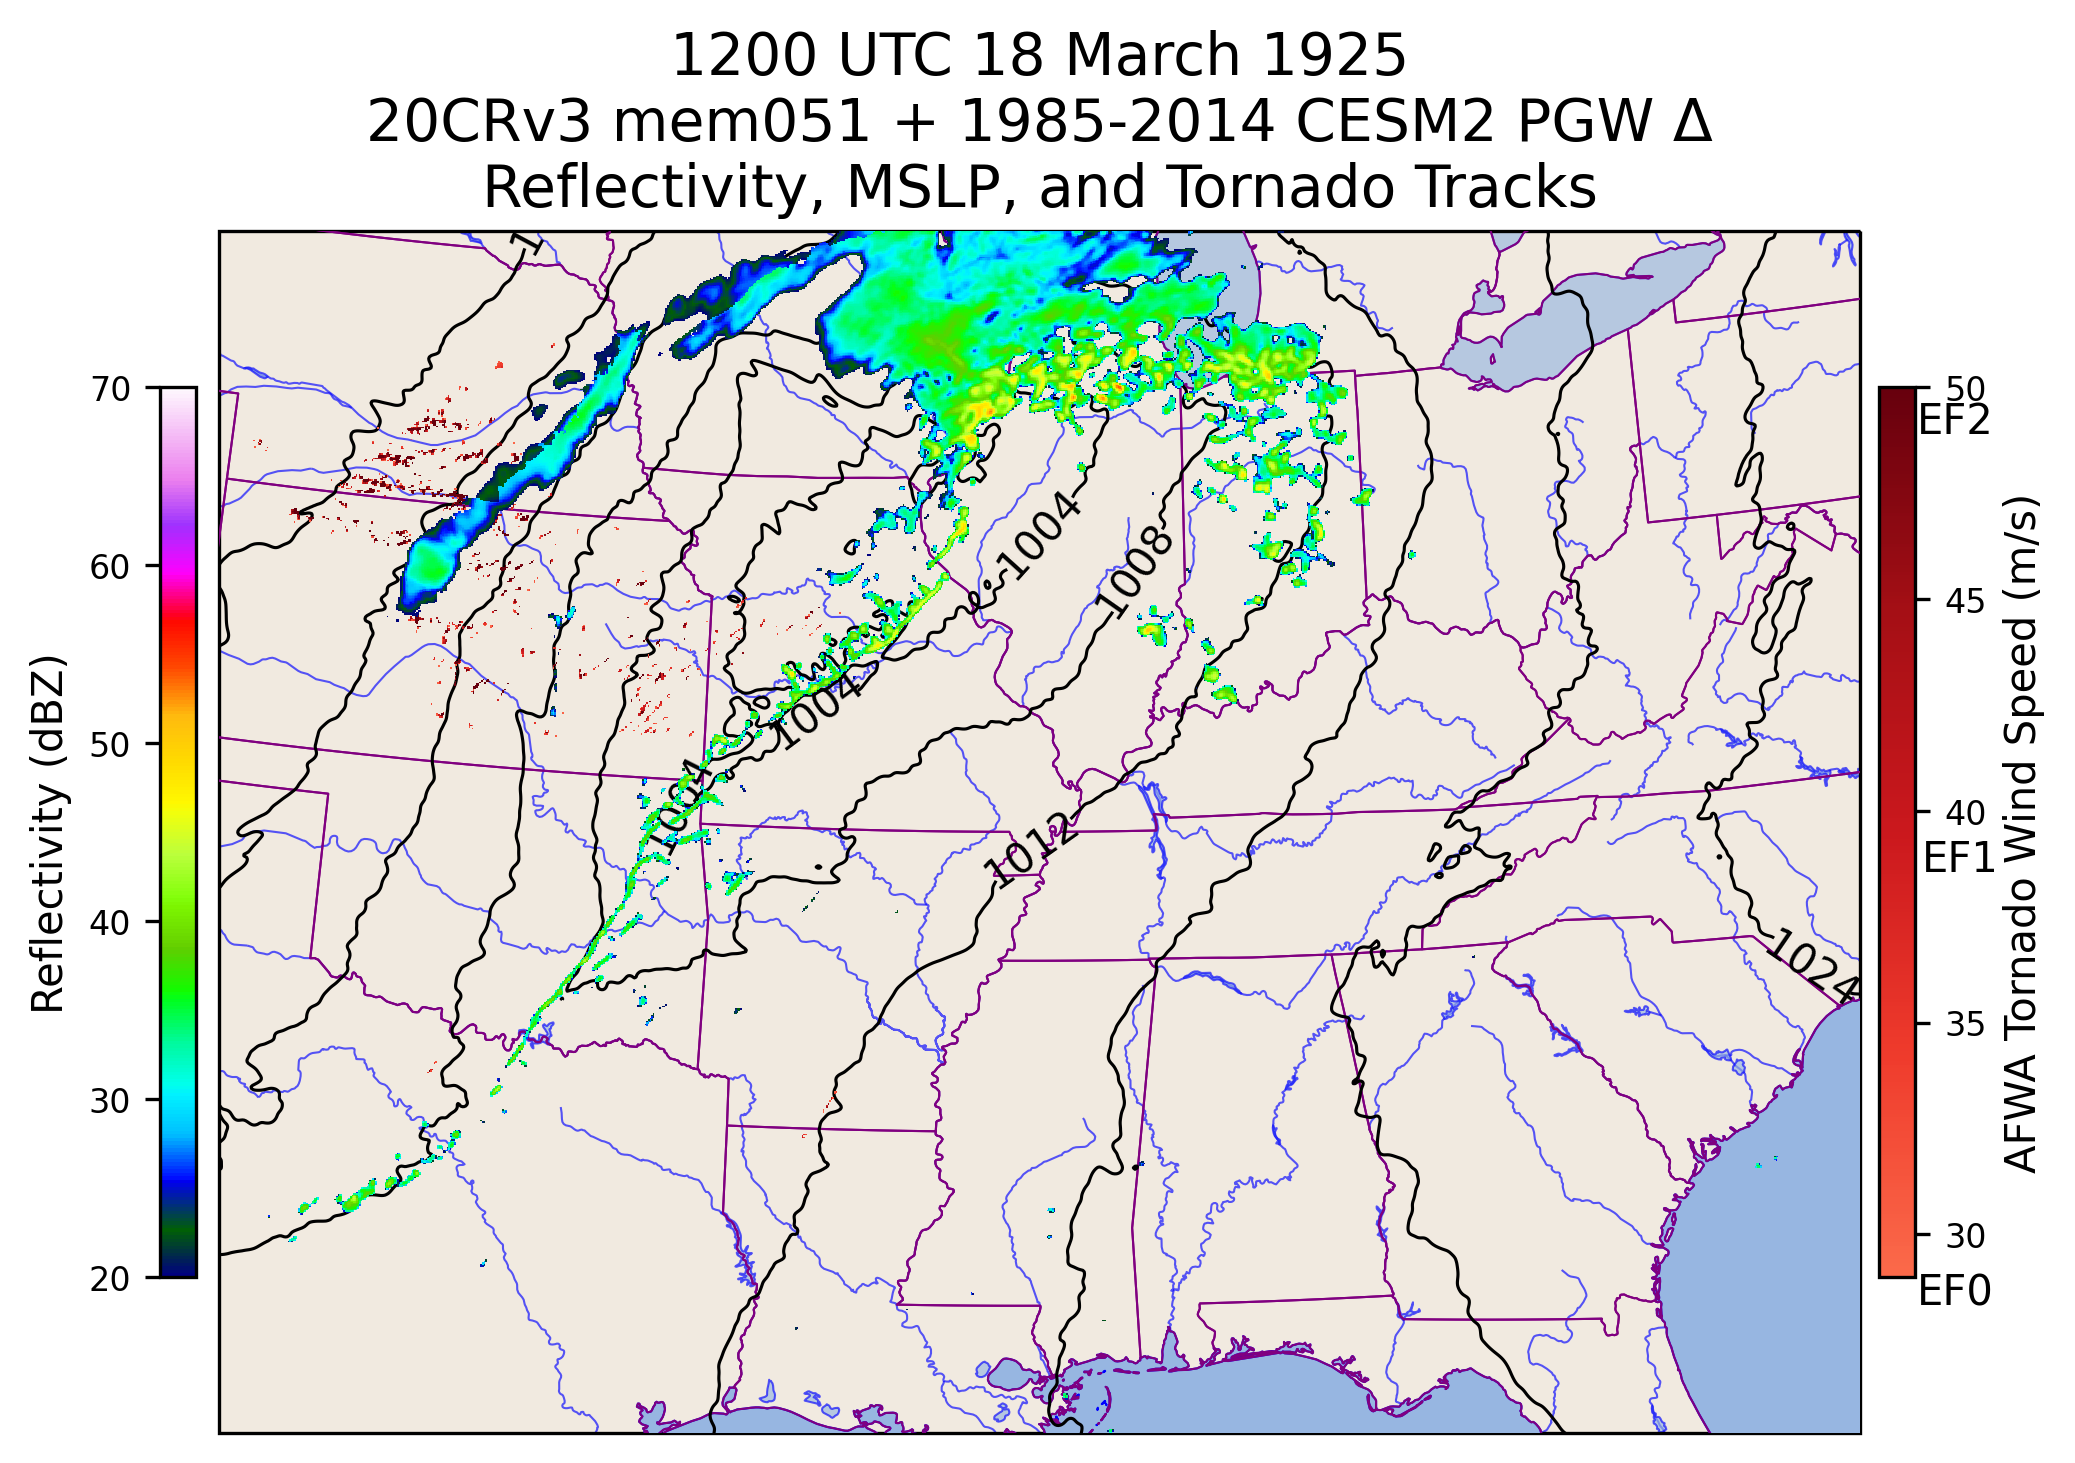 1200 UTC 18 March 1925
20CRv3 mem051 + 1985-2014 CESM2 PGW Δ
Reflectivity, MSLP, and Tornado Tracks
Reflectivity (dBZ)
70
60
50
40
30
20
1004
1008
1004
1004
1012
1024
50
EF2
45
40
EF1
35
30
EF0
AFWA Tornado Wind Speed (m/s)